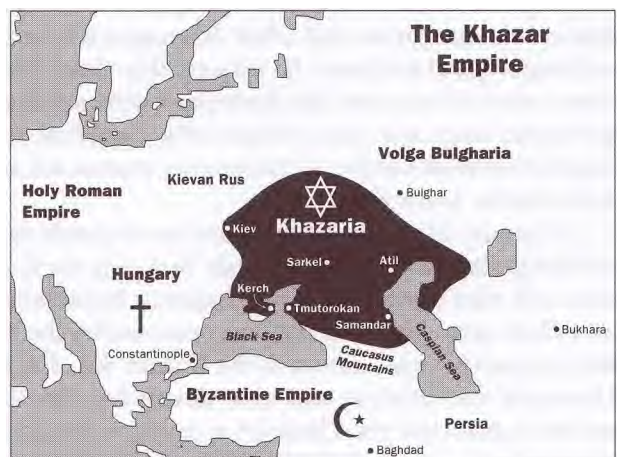 The Khazar
Empire
Volga Bulgharia
Kievan Rus
Bulghar
Holy Roman
Empire
Khazaria
Kiev
Sarkel
Atil
Hungary
Kerch
Tmutorokan
Samandar
Black Sea
Caspian Sea
Bukhara
Constantinople
Caucasus
Mountains
Byzantine Empire
Persia
Baghdad